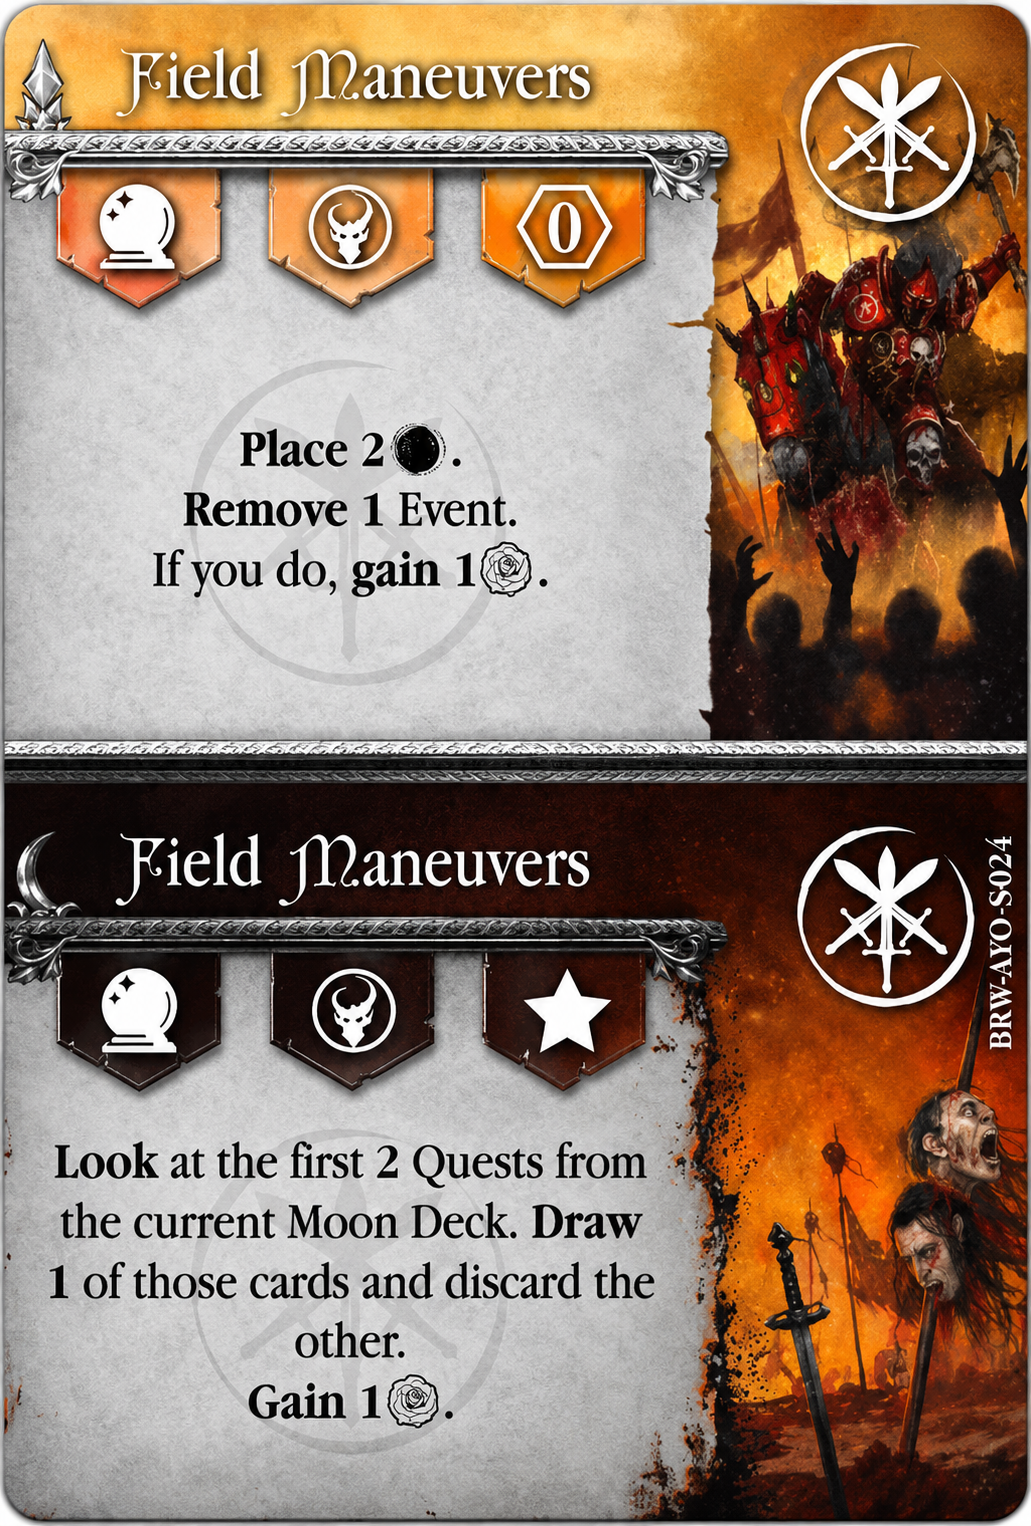 Field Maneuvers
0
Place 2 .
Remove 1 Event.
If you do, gain 1 .
Field Maneuvers
BRW-AYO-S024
Look at the first 2 Quests from
the current Moon Deck. Draw
1 of those cards and discard the
other.
Gain 1 .